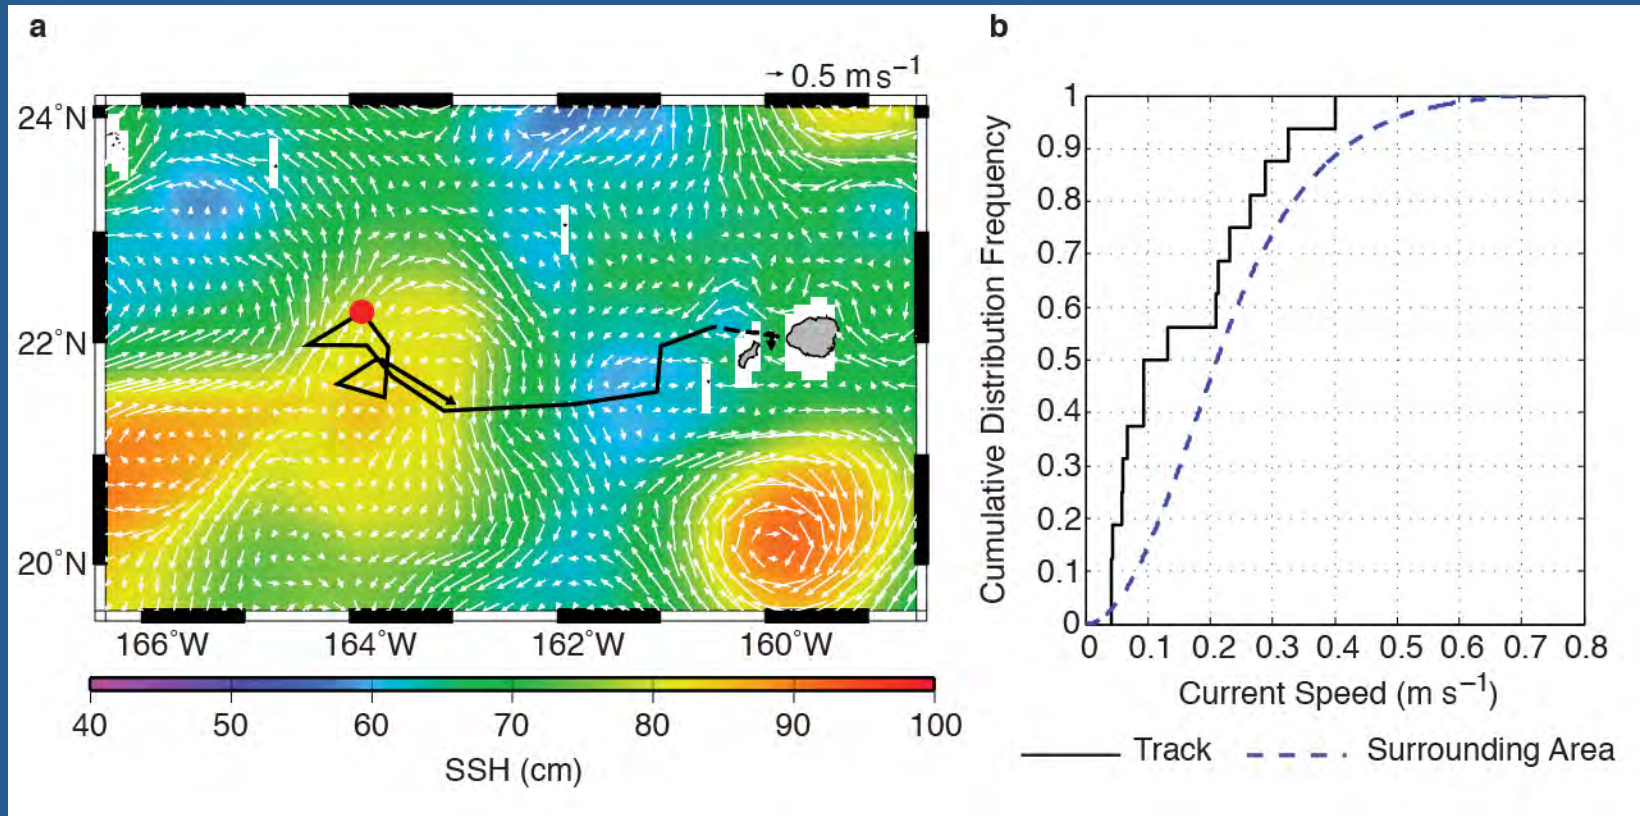 a
→ 0.5 m s⁻¹
24°N
22°N
20°N
166°W 164°W 162°W 160°W
40 50 60 70 80 90 100
SSH (cm)
b
Cumulative Distribution Frequency
1
0.9
0.8
0.7
0.6
0.5
0.4
0.3
0.2
0.1
0
0 0.1 0.2 0.3 0.4 0.5 0.6 0.7 0.8
Current Speed (m s⁻¹)
Track Surrounding Area